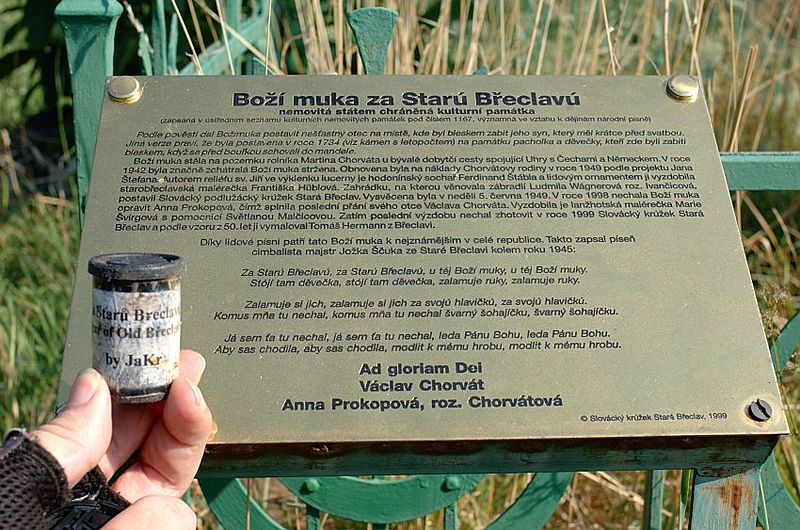 Boží muka za Starú Břeclavú
nemovitá státem chráněná kulturní památka
(zapsána v ústředním seznamu kulturních nemovitých památek pod číslem 1167, významná ve vztahu k dějinám národní písně)
Podle pověsti dal Božímuka postavit nešťastný otec na místě, kde byl bleskem zabit jeho syn, který měl krátce před svatbou.
Jiná verze praví, že byla postavena v roce 1734 (viz kámen s letopočtem) na památku pacholka a děvečky, kteří zde byli zabiti
bleskem, když se před bouřkou schovali do mandele.
Boží muka stála na pozemku rolníka Martina Chorváta u bývalé dobytčí cesty spojující Uhry s Čechami a Německem. V roce
1942 byla značně zchátralá Boží muka stržena. Obnovena byla na náklady Chorvátovy rodiny v roce 1949 podle projektu Jana
Štefana. Autorem reliéfu sv. Jiří ve výklenku lucerny je hodonínský sochař Ferdinand Štábla a lidovým ornamentem ji vyzdobila
starobřeclavská malérečka Františka Hüblová. Zahrádku, na kterou věnovala zábradlí Ludmila Wágnerová roz. Ivančicová,
postavil Slovácký podlužácký krúžek Stará Břeclav. Vysvěcena byla v neděli 5. června 1949. V roce 1998 nechala Boží muka
opravit Anna Prokopová, čímž splnila poslední přání svého otce Václava Chorváta. Vyzdobila je lanžhotská malérečka Marie
Švirgová s pomocnicí Světlanou Malčicovou. Zatím poslední výzdobu nechal zhotovit v roce 1999 Slovácký krúžek Stará
Břeclav a podle vzoru z 50. let ji vymaloval Tomáš Hermann z Břeclavi.
Díky lidové písni patří tato Boží muka k nejznámějším v celé republice. Takto zapsal píseň
cimbalista majstr Jožka Ščuka ze Staré Břeclavi kolem roku 1945:
Za Starú Břeclavú, za Starú Břeclavú, u téj Boží muky, u téj Boží muky.
Stójí tam děvečka, stójí tam děvečka, zalamuje ruky, zalamuje ruky.
Zalamuje si jich, zalamuje si jich za svojú hlavičkú, za svojú hlavičkú.
Komus mňa tu nechal, komus mňa tu nechal švarný šohajíčku, švarný šohajíčku.
Já sem ťa tu nechal, já sem ťa tu nechal, leda Pánu Bohu, leda Pánu Bohu.
Aby sas chodila, aby sas chodila, modlit k mému hrobu, modlit k mému hrobu.
Ad gloriam Dei
Václav Chorvát
Anna Prokopová, roz. Chorvátová
© Slovácký krúžek Stará Břeclav, 1999
Starú Břeclavú
of Old Břeclav
by JaKr